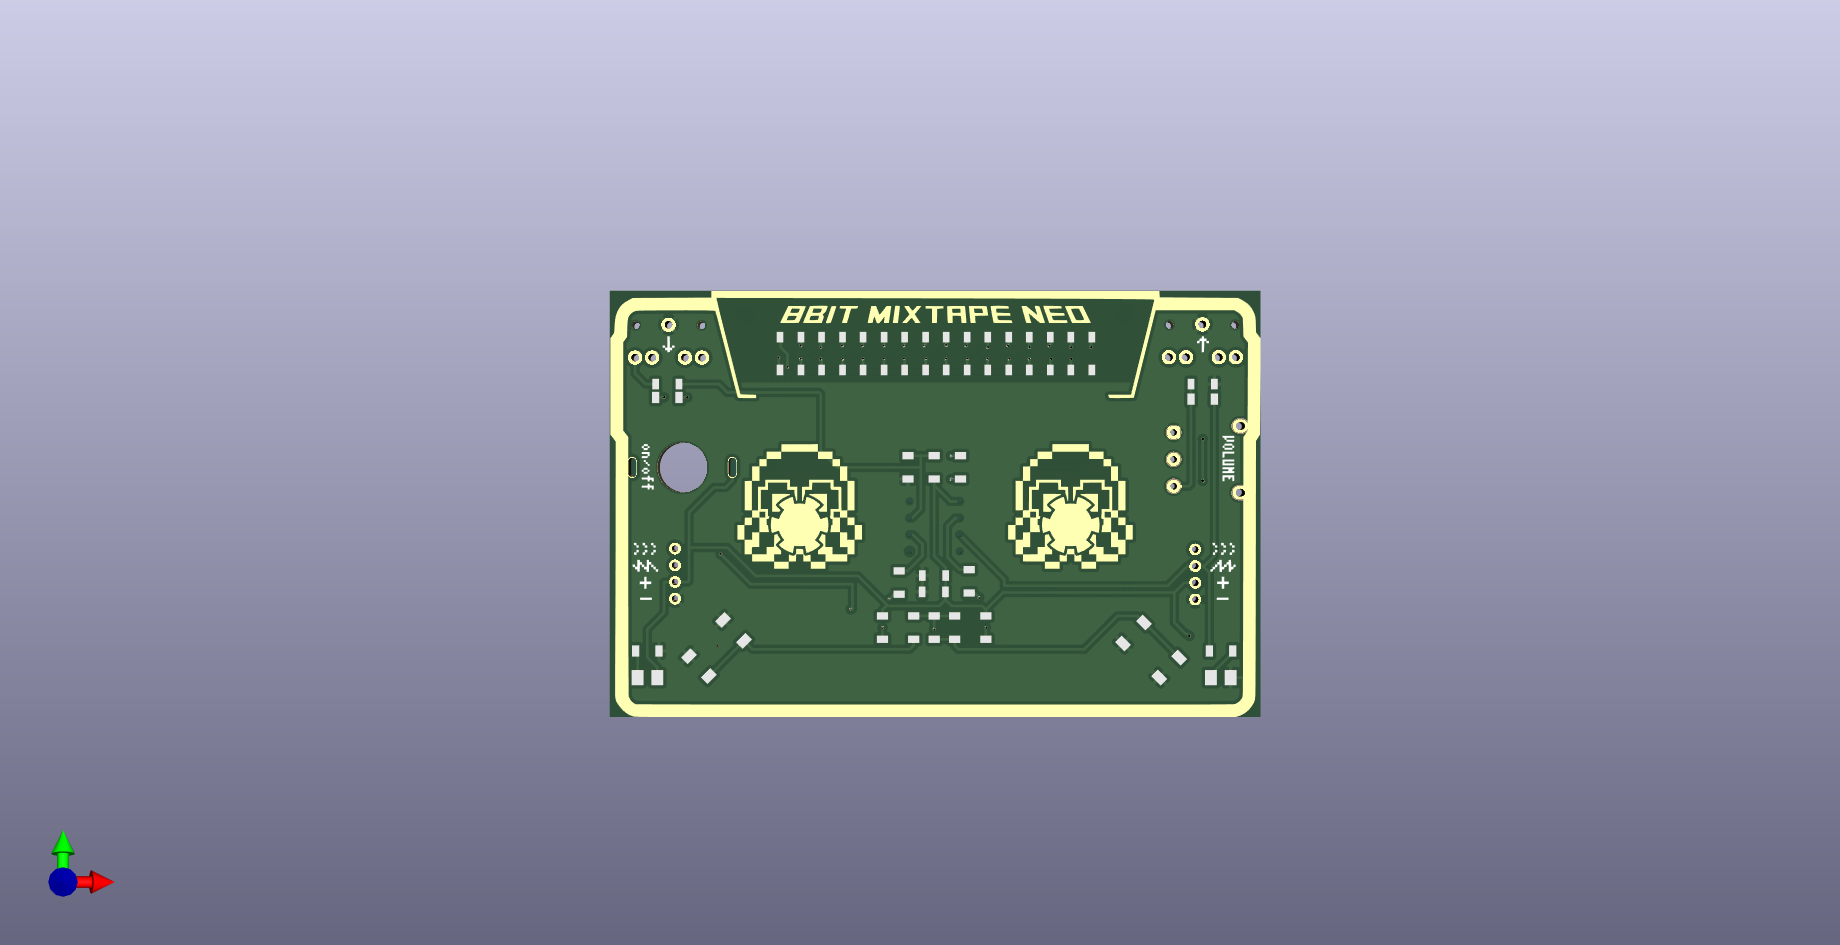 8BIT MIXTAPE NEO
on/off
VOLUME
+
+
-
-